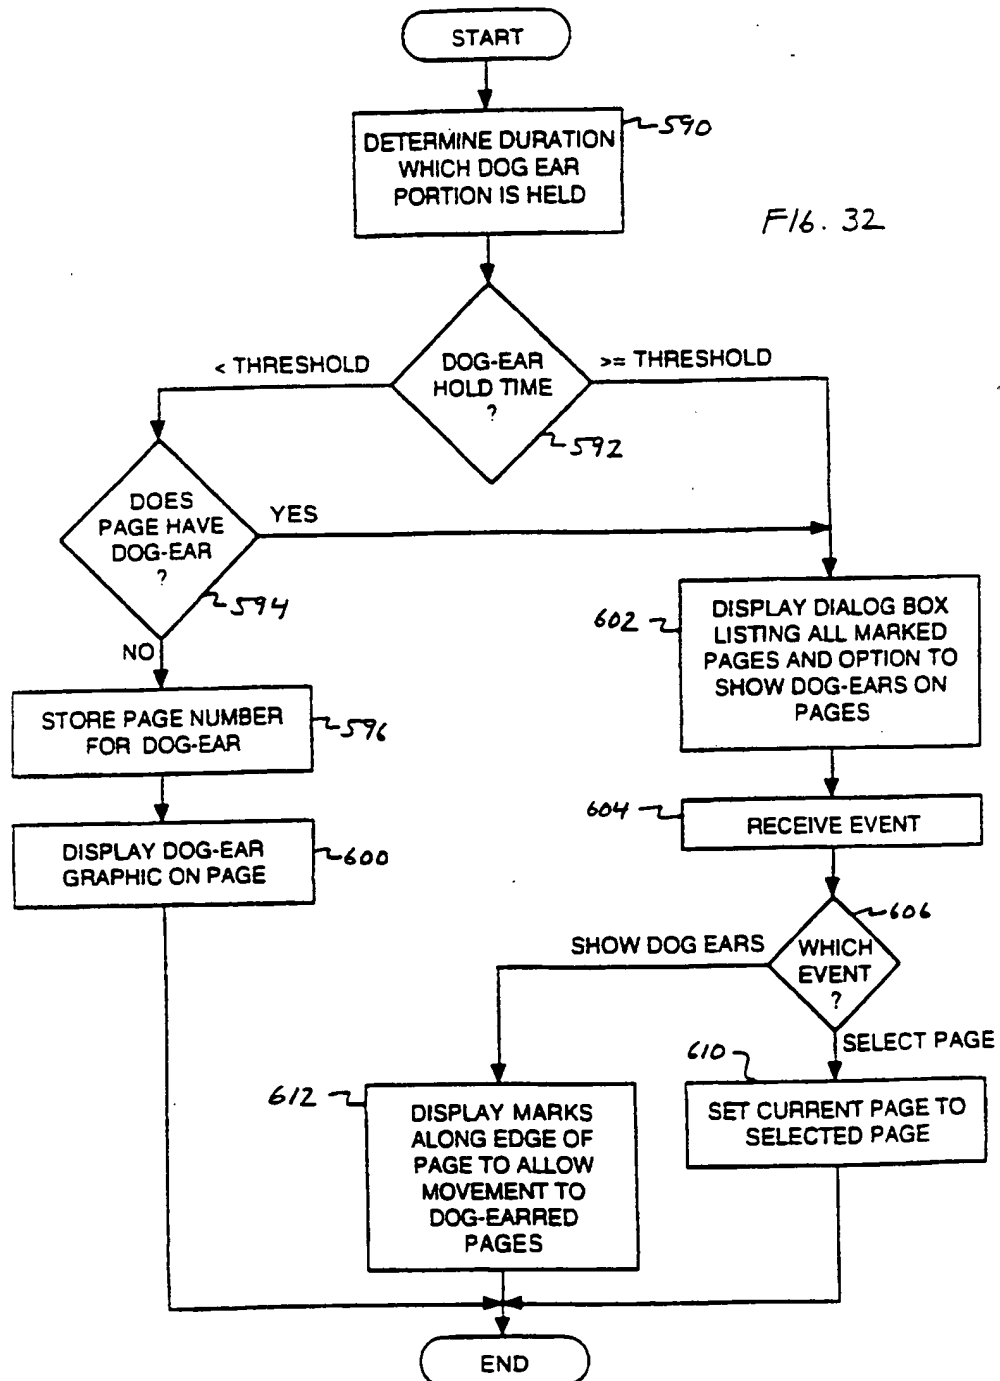 START
DETERMINE DURATION
WHICH DOG EAR
PORTION IS HELD
590
FIG. 32
DOG-EAR
HOLD TIME
?
< THRESHOLD
>= THRESHOLD
592
DOES
PAGE HAVE
DOG-EAR
?
YES
594
NO
STORE PAGE NUMBER
FOR DOG-EAR
596
DISPLAY DOG-EAR
GRAPHIC ON PAGE
600
602
DISPLAY DIALOG BOX
LISTING ALL MARKED
PAGES AND OPTION TO
SHOW DOG-EARS ON
PAGES
604
RECEIVE EVENT
606
WHICH
EVENT
?
SHOW DOG EARS
SELECT PAGE
610
SET CURRENT PAGE TO
SELECTED PAGE
612
DISPLAY MARKS
ALONG EDGE OF
PAGE TO ALLOW
MOVEMENT TO
DOG-EARRED
PAGES
END